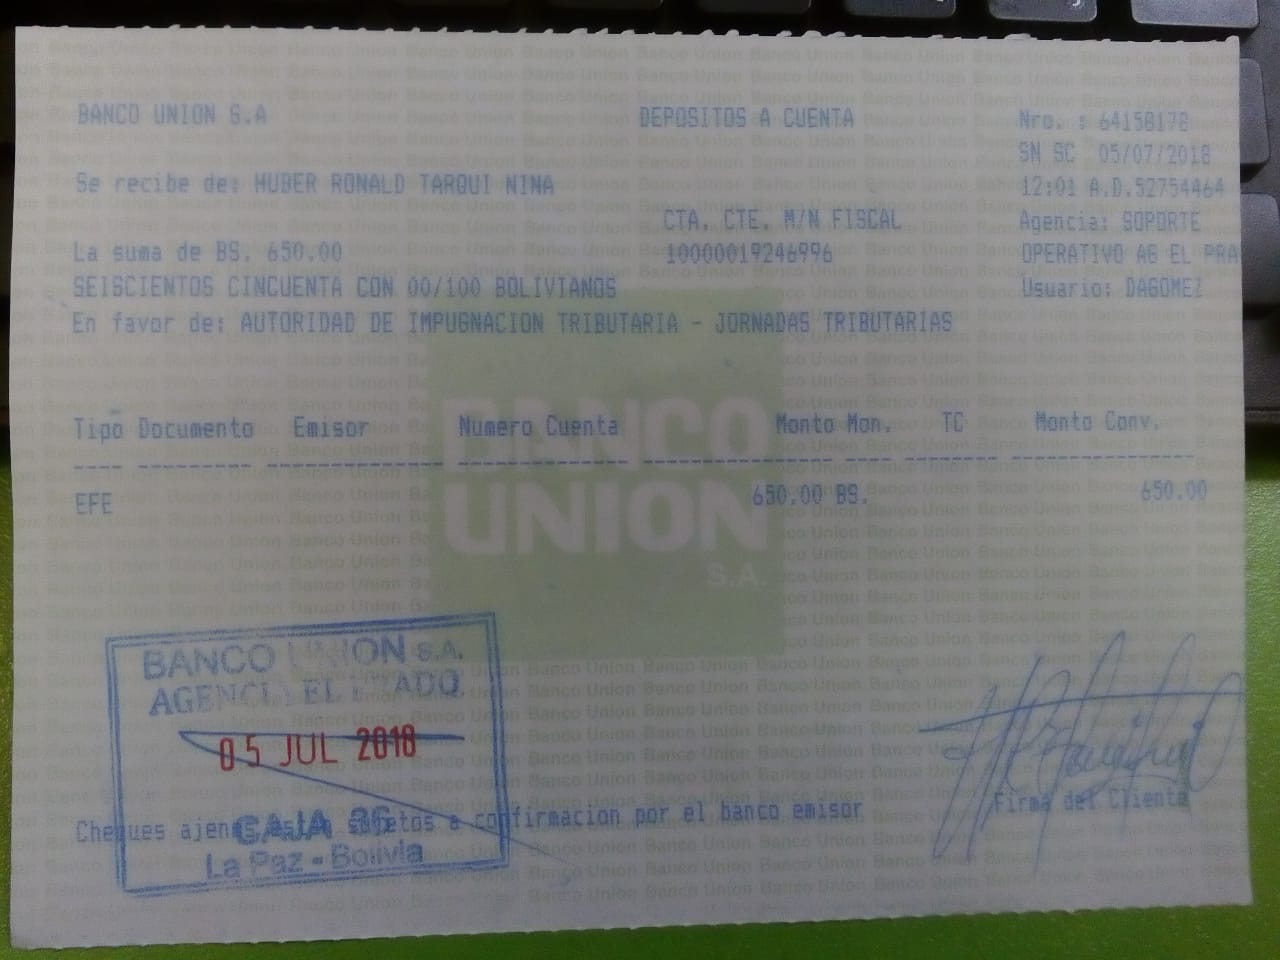 BANCO UNION S.A
DEPOSITOS A CUENTA
Nro. : 64158178
SN SC 05/07/2018
Se recibe de: HUBER RONALD TARQUI NINA
12:01 A.D.52754464
CTA. CTE. M/N FISCAL
Agencia: SOPORTE
La suma de BS. 650.00
10000019246996
OPERATIVO AG EL PRA
SEISCIENTOS CINCUENTA CON 00/100 BOLIVIANOS
Usuario: DAGOMEZ
En favor de: AUTORIDAD DE IMPUGNACION TRIBUTARIA - JORNADAS TRIBUTARIAS
Tipo Documento Emisor Numero Cuenta Monto Mon. TC Monto Conv.
EFE 650.00 BS. 650.00
BANCO
UNION
S.A.
BANCO UNION S.A.
AGENCIA EL PRADO
05 JUL 2018
CAJA 36
La Paz - Bolivia
Cheques ajenos sujetos a confirmacion por el banco emisor
Firma del Cliente